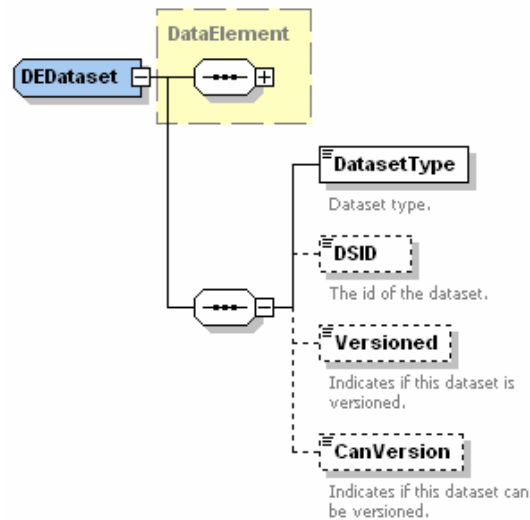 DataElement
DEDataset
DatasetType
Dataset type.
DSID
The id of the dataset.
Versioned
Indicates if this dataset is
versioned.
CanVersion
Indicates if this dataset can
be versioned.